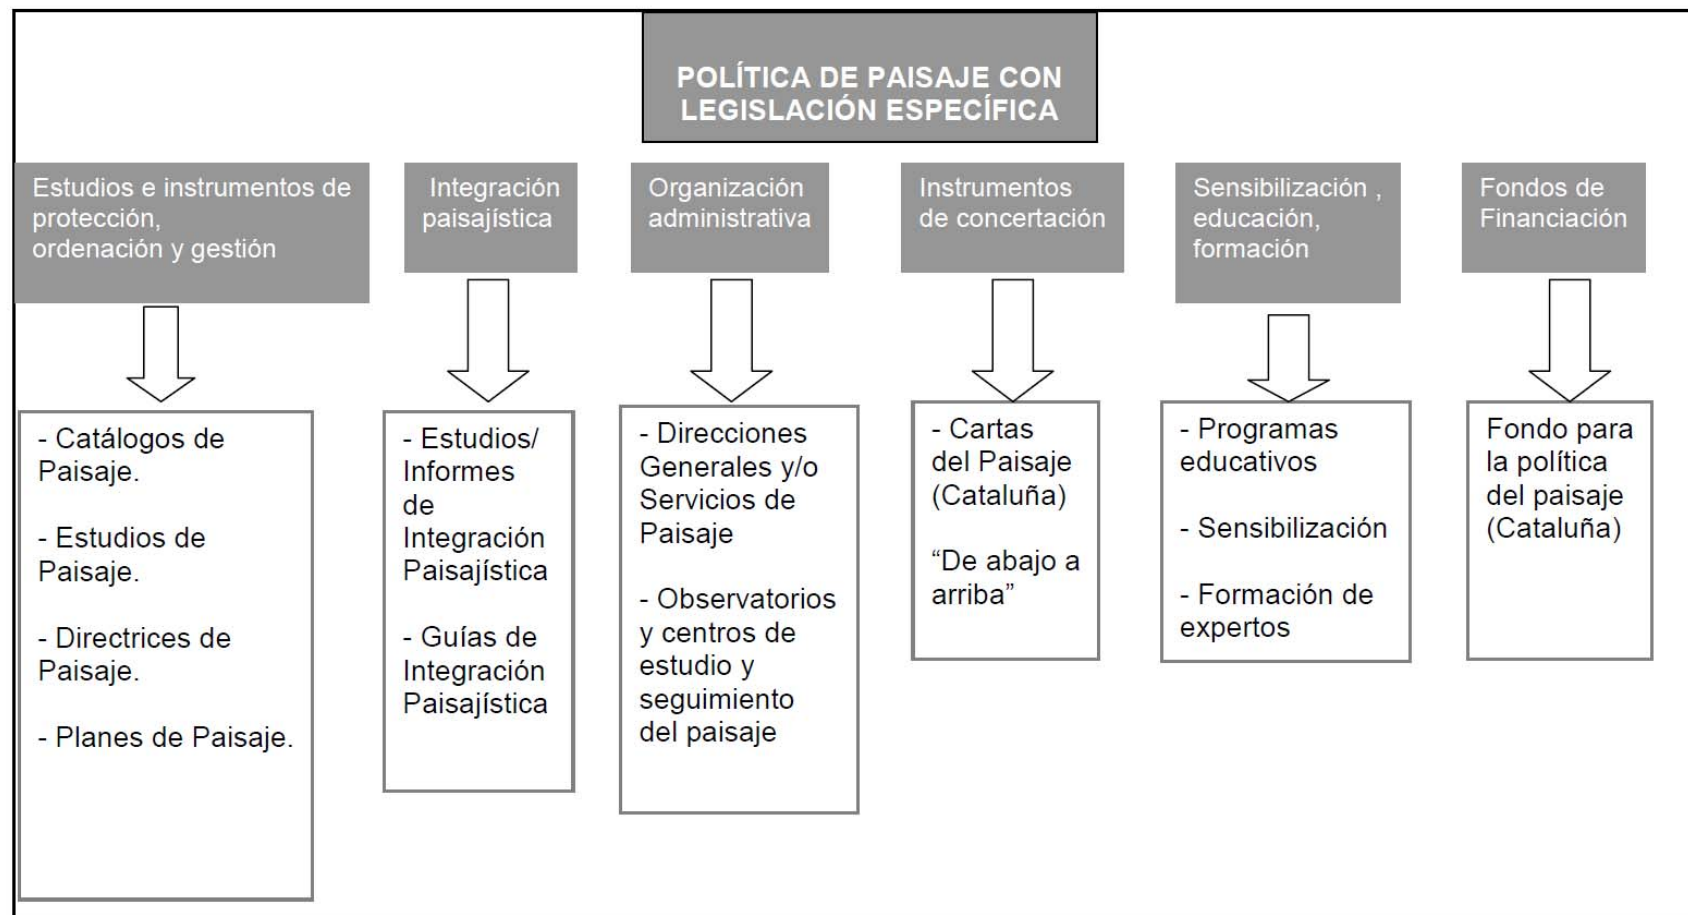 POLÍTICA DE PAISAJE CON
LEGISLACIÓN ESPECÍFICA
Estudios e instrumentos de
protección,
ordenación y gestión
Integración
paisajística
Organización
administrativa
Instrumentos
de concertación
Sensibilización ,
educación,
formación
Fondos de
Financiación
- Catálogos de
Paisaje.
- Estudios de
Paisaje.
- Directrices de
Paisaje.
- Planes de Paisaje.
- Estudios/
Informes
de
Integración
Paisajística
- Guías de
Integración
Paisajística
- Direcciones
Generales y/o
Servicios de
Paisaje
- Observatorios
y centros de
estudio y
seguimiento
del paisaje
- Cartas
del Paisaje
(Cataluña)
“De abajo a
arriba”
- Programas
educativos
- Sensibilización
- Formación de
expertos
Fondo para
la política
del paisaje
(Cataluña)